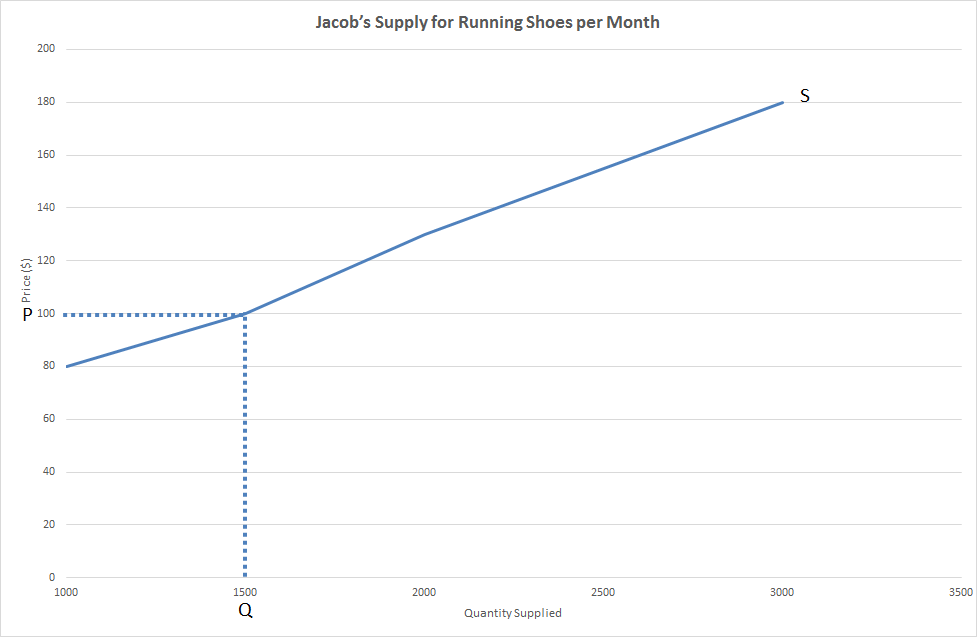 Jacob’s Supply for Running Shoes per Month
200
180
S
160
140
120
Price ($)
P 100
80
60
40
20
0
1000 1500 2000 2500 3000 3500
Q
Quantity Supplied